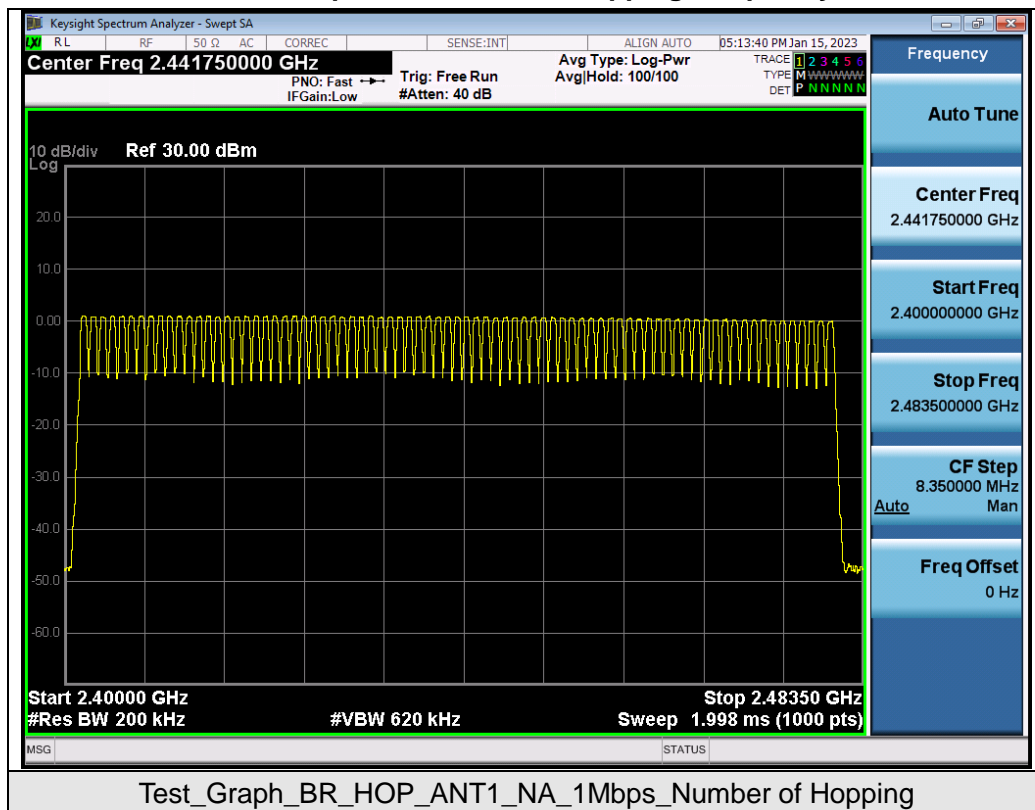 Keysight Spectrum Analyzer - Swept SA
LXI RL RF 50 Ω AC CORREC SENSE:INT ALIGN AUTO 05:13:40 PM Jan 15, 2023
Center Freq 2.441750000 GHz
PNO: Fast
IFGain:Low
Trig: Free Run
#Atten: 40 dB
Avg Type: Log-Pwr
Avg|Hold: 100/100
TRACE 1 2 3 4 5 6
TYPE M WWWWW
DET P N N N N N
10 dB/div
Log
Ref 30.00 dBm
20.0
10.0
0.00
-10.0
-20.0
-30.0
-40.0
-50.0
-60.0
Start 2.40000 GHz
Stop 2.48350 GHz
#Res BW 200 kHz
#VBW 620 kHz
Sweep 1.998 ms (1000 pts)
MSG
STATUS
Frequency
Auto Tune
Center Freq
2.441750000 GHz
Start Freq
2.400000000 GHz
Stop Freq
2.483500000 GHz
CF Step
8.350000 MHz
Auto Man
Freq Offset
0 Hz
Test_Graph_BR_HOP_ANT1_NA_1Mbps_Number of Hopping